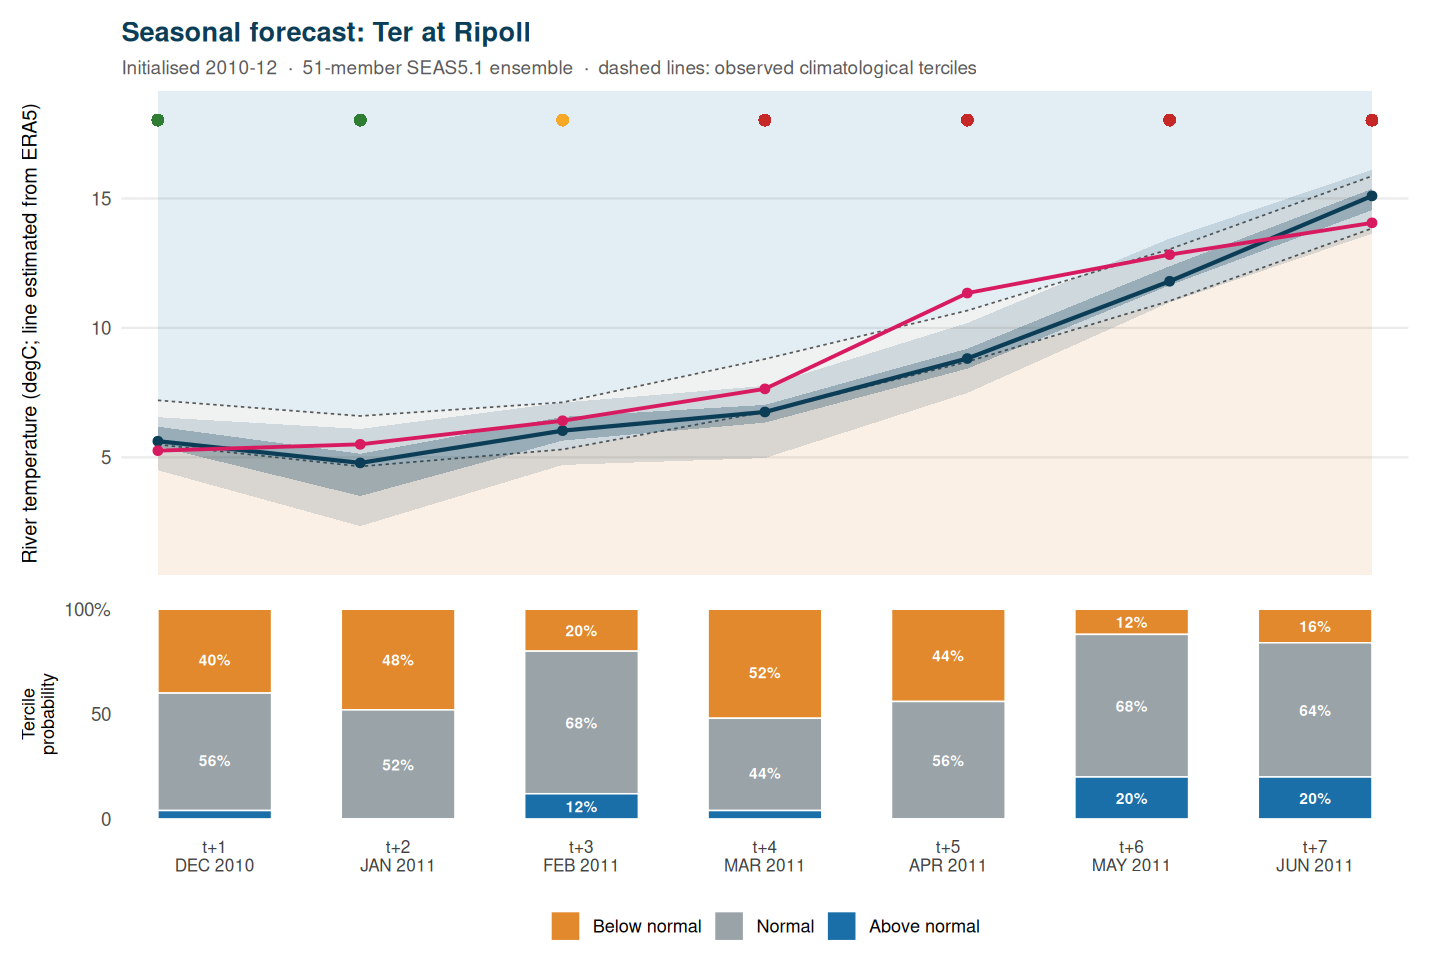 Seasonal forecast: Ter at Ripoll
Initialised 2010-12 · 51-member SEAS5.1 ensemble · dashed lines: observed climatological terciles
River temperature (degC; line estimated from ERA5)
15
10
5
100%
50
0
Tercile
probability
40%
56%
48%
52%
20%
68%
12%
52%
44%
44%
56%
12%
68%
20%
16%
64%
20%
t+1
DEC 2010
t+2
JAN 2011
t+3
FEB 2011
t+4
MAR 2011
t+5
APR 2011
t+6
MAY 2011
t+7
JUN 2011
Below normal
Normal
Above normal